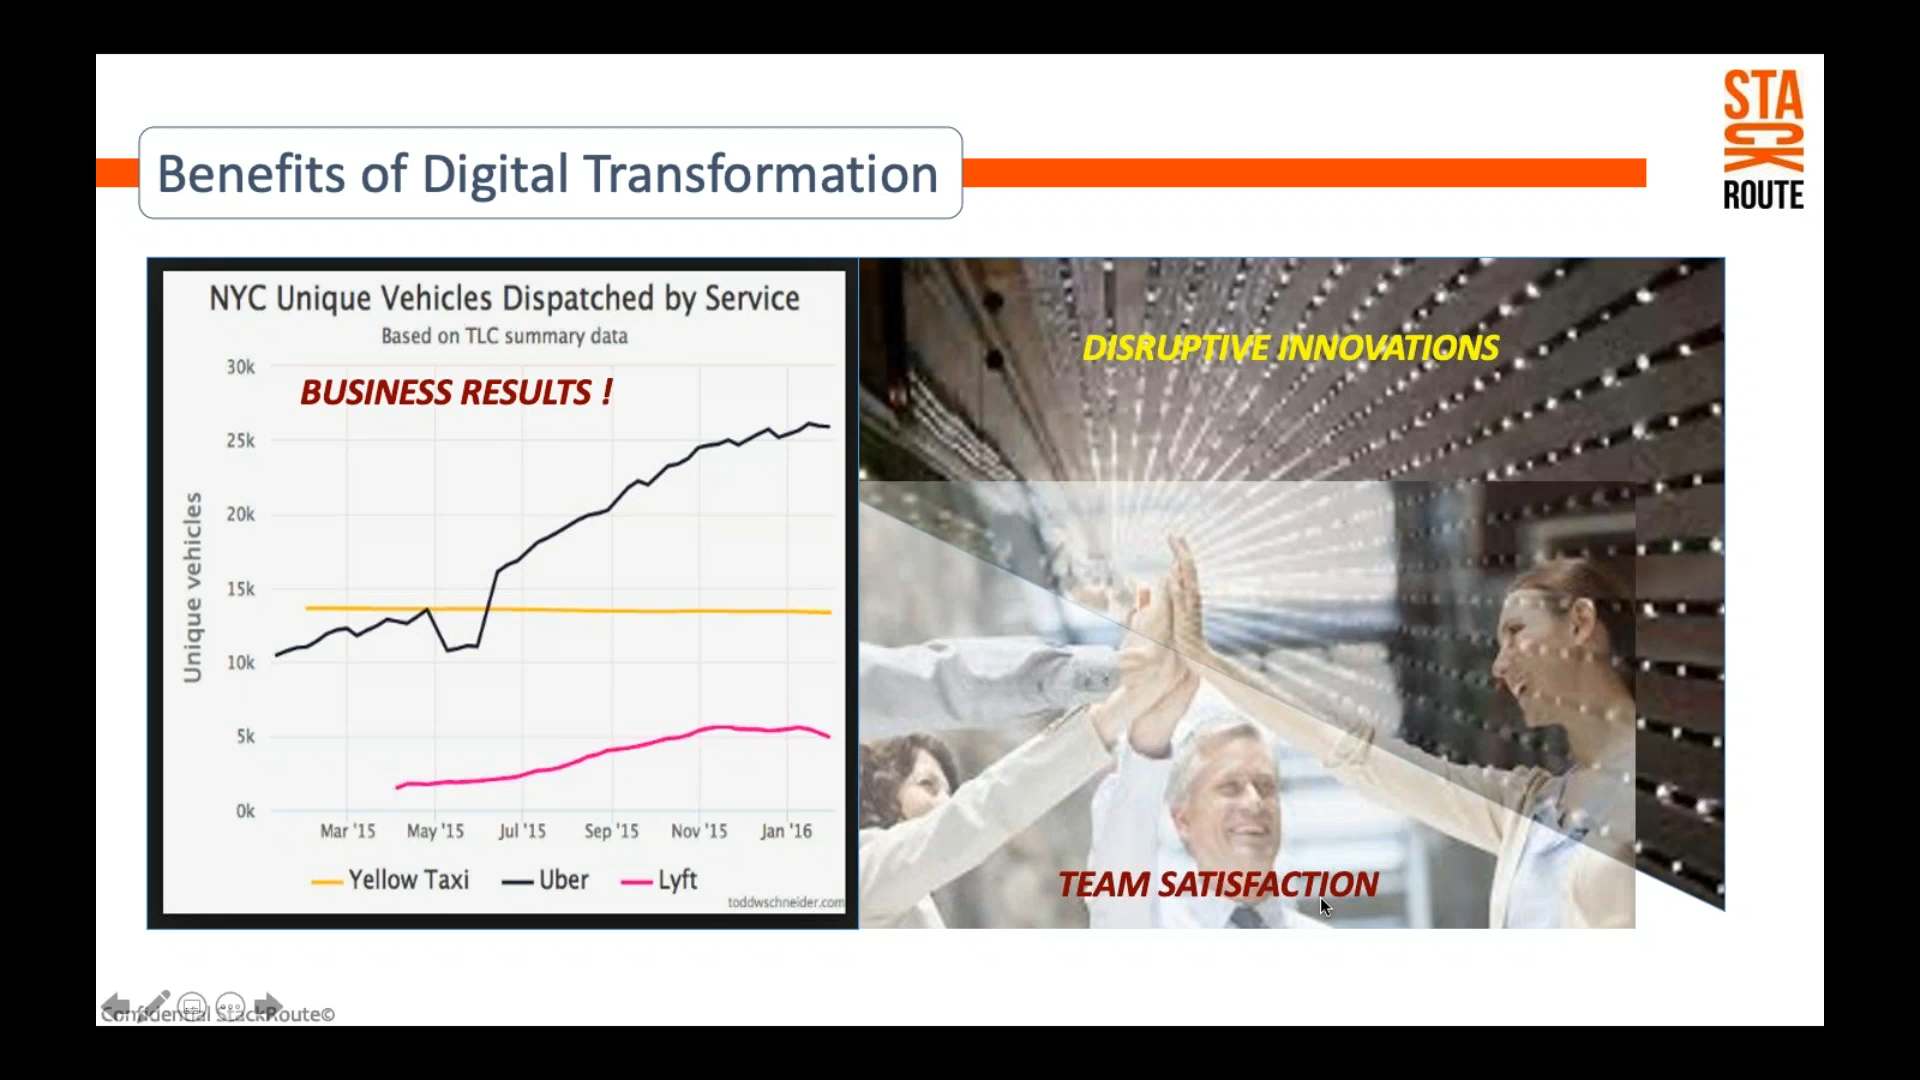 STA
CK
ROUTE
Benefits of Digital Transformation
NYC Unique Vehicles Dispatched by Service
Based on TLC summary data
BUSINESS RESULTS !
Unique vehicles
30k
25k
20k
15k
10k
5k
0k
Mar '15 May '15 Jul '15 Sep '15 Nov '15 Jan '16
Yellow Taxi Uber Lyft
toddwschneider.com
DISRUPTIVE INNOVATIONS
TEAM SATISFACTION
Confidential StackRoute©